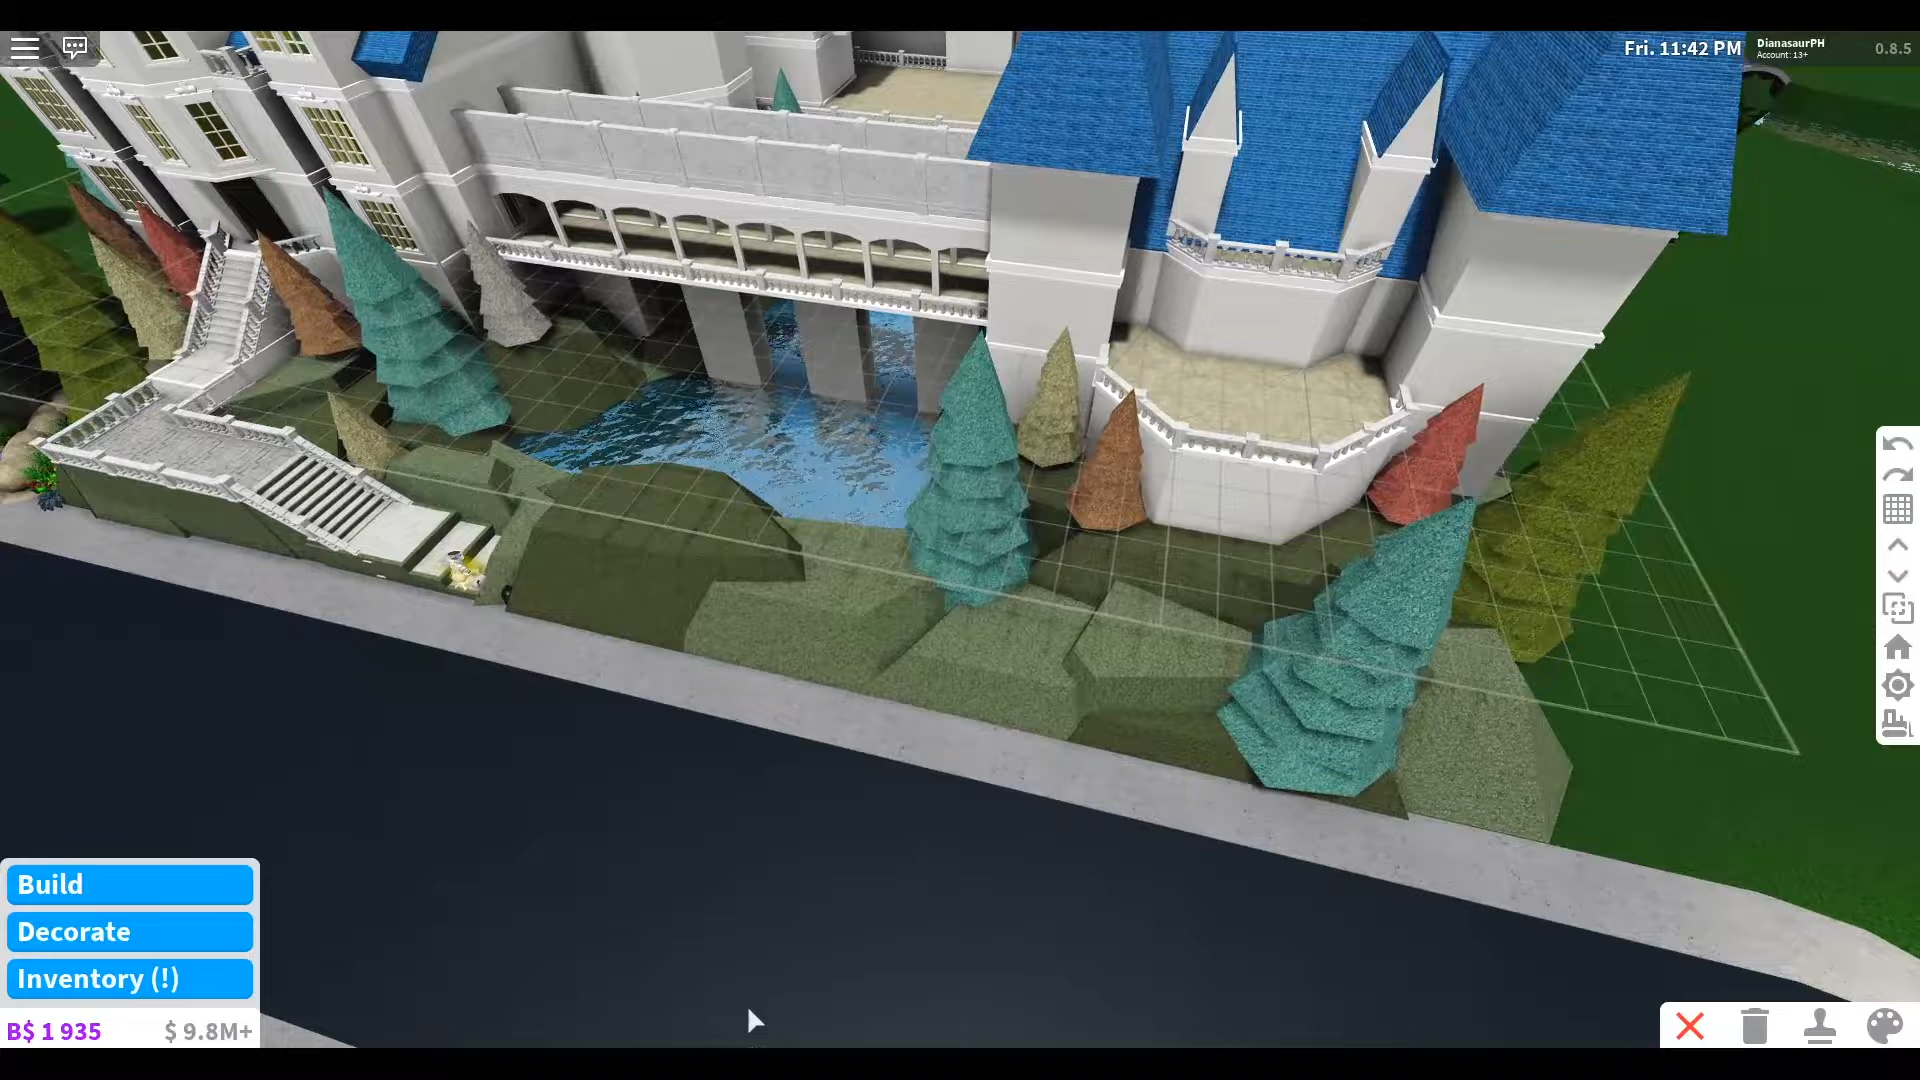 Fri. 11:42 PM
DianasaurPH
Account: 13+
0.8.5
Build
Decorate
Inventory (!)
B$ 1 935
$ 9.8M+